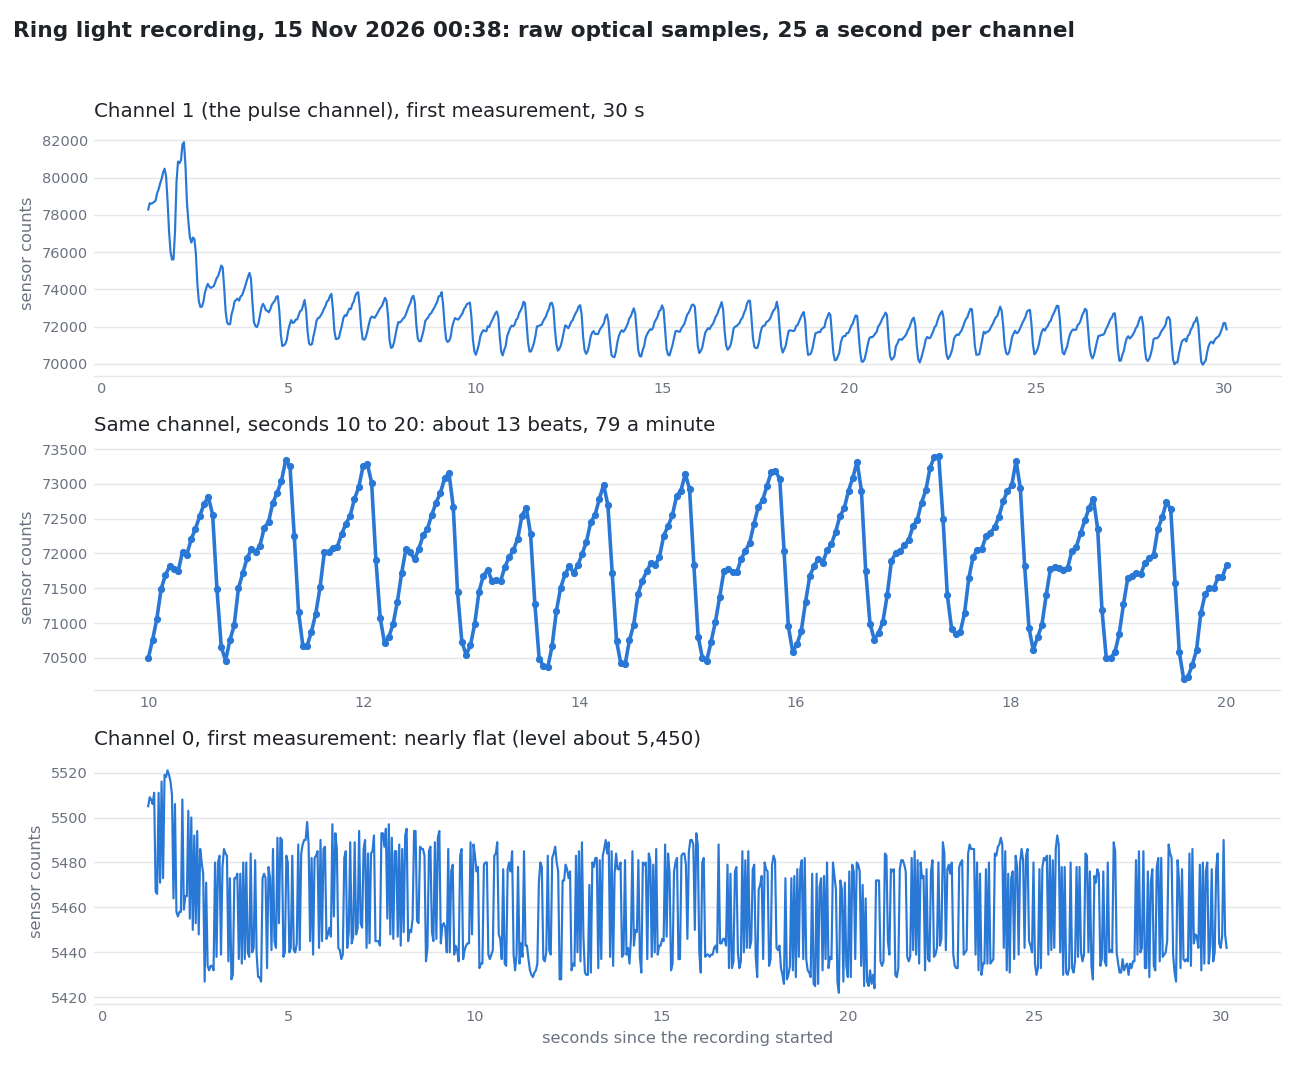 Ring light recording, 15 Nov 2026 00:38: raw optical samples, 25 a second per channel
Channel 1 (the pulse channel), first measurement, 30 s
sensor counts
82000
80000
78000
76000
74000
72000
70000
0 5 10 15 20 25 30
Same channel, seconds 10 to 20: about 13 beats, 79 a minute
sensor counts
73500
73000
72500
72000
71500
71000
70500
10 12 14 16 18 20
Channel 0, first measurement: nearly flat (level about 5,450)
sensor counts
5520
5500
5480
5460
5440
5420
0 5 10 15 20 25 30
seconds since the recording started